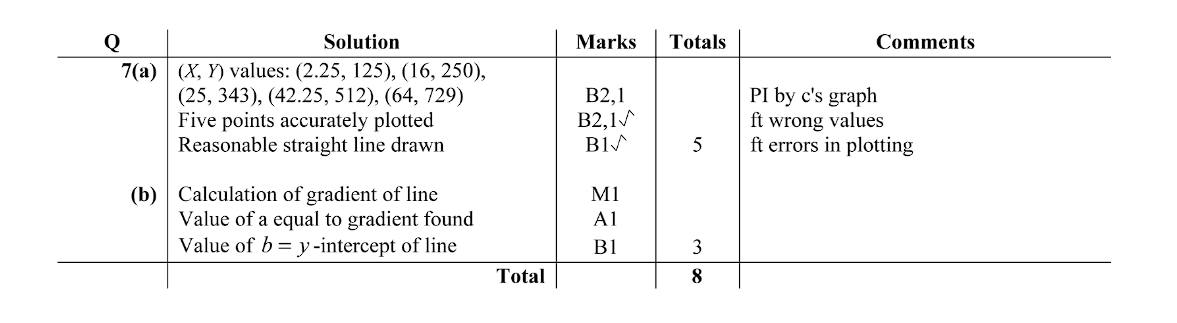 Q Solution Marks Totals Comments
7(a) (X, Y) values: (2.25, 125), (16, 250),
(25, 343), (42.25, 512), (64, 729) B2,1 PI by c's graph
Five points accurately plotted B2,1√ ft wrong values
Reasonable straight line drawn B1√ 5 ft errors in plotting
(b) Calculation of gradient of line M1
Value of a equal to gradient found A1
Value of b = y-intercept of line B1 3
Total 8